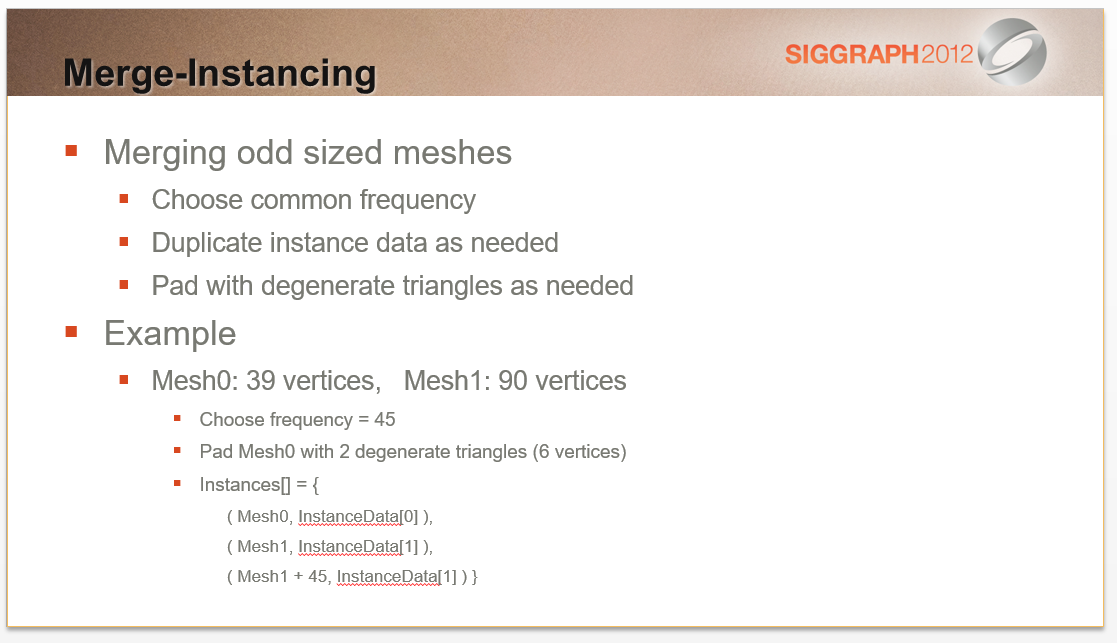 SIGGRAPH2012
Merge-Instancing
Merging odd sized meshes
Choose common frequency
Duplicate instance data as needed
Pad with degenerate triangles as needed
Example
Mesh0: 39 vertices, Mesh1: 90 vertices
Choose frequency = 45
Pad Mesh0 with 2 degenerate triangles (6 vertices)
Instances[] = {
( Mesh0, InstanceData[0] ),
( Mesh1, InstanceData[1] ),
( Mesh1 + 45, InstanceData[1] ) }